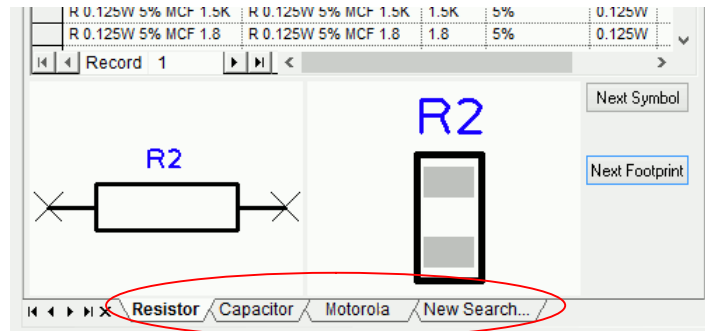 R 0.125W 5% MCF 1.5K R 0.125W 5% MCF 1.5K 1.5K 5% 0.125W
R 0.125W 5% MCF 1.8 R 0.125W 5% MCF 1.8 1.8 5% 0.125W
Record 1
Next Symbol
R2
R2
Next Footprint
Resistor Capacitor Motorola New Search...